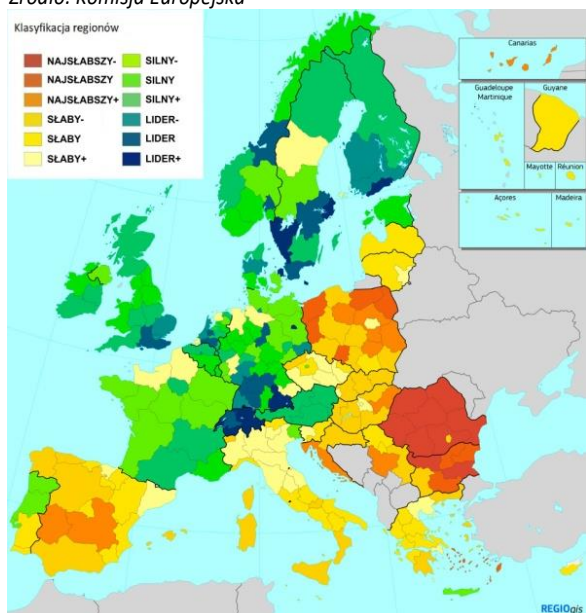 Źródło: Komisja Europejska
Klasyfikacja regionów
NAJSŁABSZY-
NAJSŁABSZY
NAJSŁABSZY+
SŁABY-
SŁABY
SŁABY+
SILNY-
SILNY
SILNY+
LIDER-
LIDER
LIDER+
Canarias
Guadeloupe
Martinique
Guyane
Mayotte
Réunion
Açores
Madeira
REGIOgis